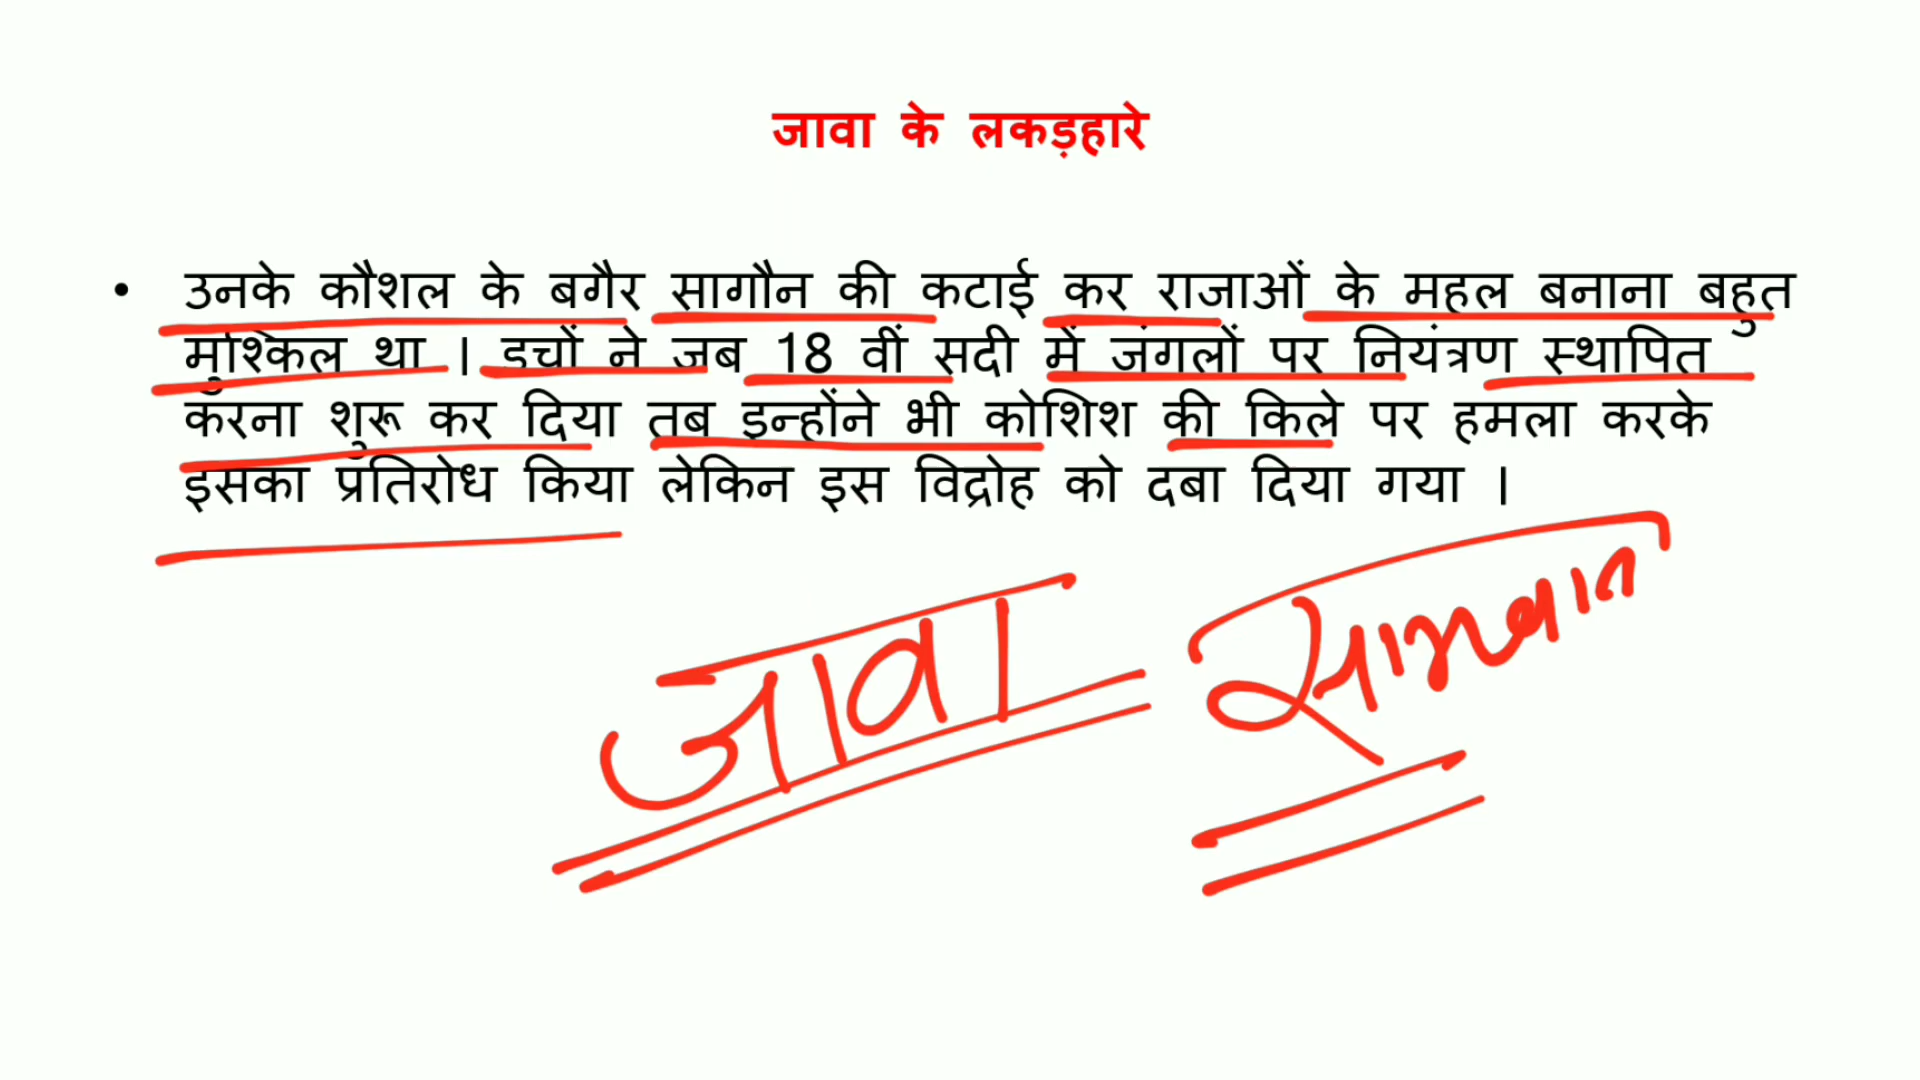 जावा के लकड़हारे
• उनके कौशल के बगैर सागौन की कटाई कर राजाओं के महल बनाना बहुत
मुश्किल था । डचों ने जब 18 वीं सदी में जंगलों पर नियंत्रण स्थापित
करना शुरू कर दिया तब इन्होंने भी कोशिश की किले पर हमला करके
इसका प्रतिरोध किया लेकिन इस विद्रोह को दबा दिया गया ।
जावा